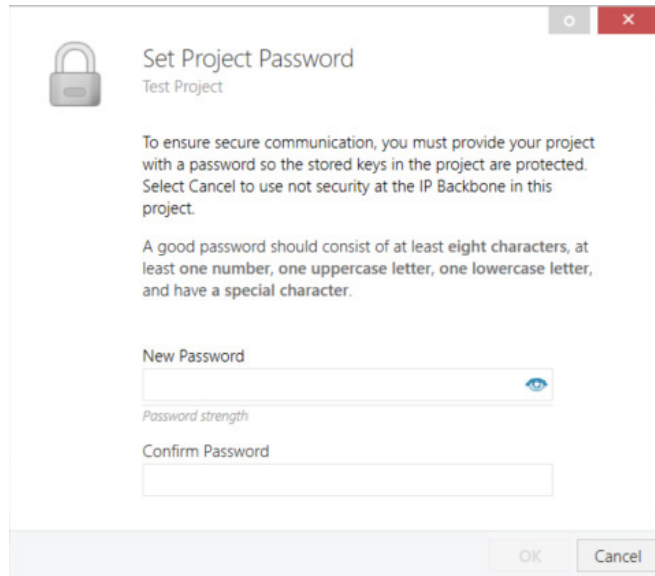 Set Project Password
Test Project
To ensure secure communication, you must provide your project
with a password so the stored keys in the project are protected.
Select Cancel to use not security at the IP Backbone in this
project.
A good password should consist of at least eight characters, at
least one number, one uppercase letter, one lowercase letter,
and have a special character.
New Password
Password strength
Confirm Password
OK
Cancel